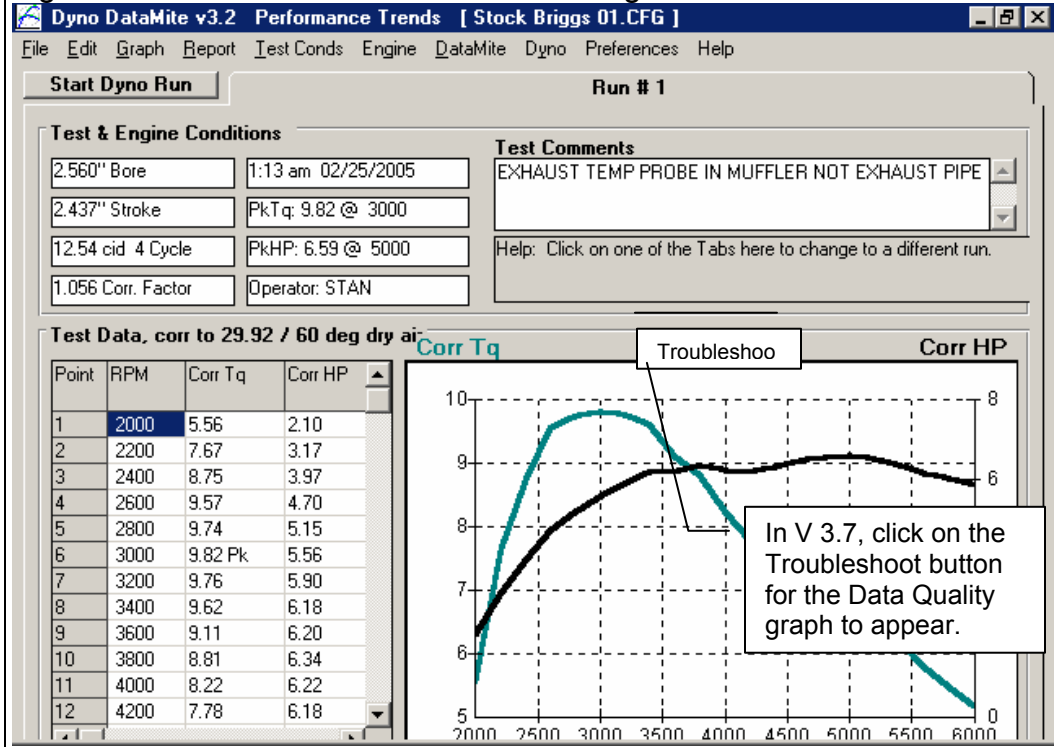 Dyno DataMite v3.2 Performance Trends [ Stock Briggs 01.CFG ]
File Edit Graph Report Test Conds Engine DataMite Dyno Preferences Help
Start Dyno Run
Run # 1
Test & Engine Conditions
2.560" Bore
1:13 am 02/25/2005
2.437" Stroke
PkTq: 9.82 @ 3000
12.54 cid 4 Cycle
PkHP: 6.59 @ 5000
1.056 Corr. Factor
Operator: STAN
Test Comments
EXHAUST TEMP PROBE IN MUFFLER NOT EXHAUST PIPE
Help: Click on one of the Tabs here to change to a different run.
Test Data, corr to 29.92 / 60 deg dry air
Point RPM Corr Tq Corr HP
1 2000 5.56 2.10
2 2200 7.67 3.17
3 2400 8.75 3.97
4 2600 9.57 4.70
5 2800 9.74 5.15
6 3000 9.82 Pk 5.56
7 3200 9.76 5.90
8 3400 9.62 6.18
9 3600 9.11 6.20
10 3800 8.81 6.34
11 4000 8.22 6.22
12 4200 7.78 6.18
Corr Tq
Troubleshoo
Corr HP
10
9
8
7
6
5
8
6
0
In V 3.7, click on the
Troubleshoot button
for the Data Quality
graph to appear.
2000 2500 3000 3500 4000 4500 5000 5500 6000